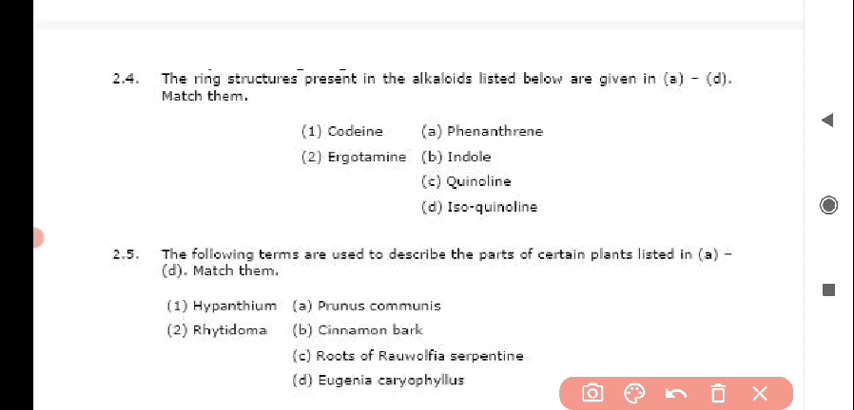 2.4. The ring structures present in the alkaloids listed below are given in (a) – (d).
Match them.
(1) Codeine (a) Phenanthrene
(2) Ergotamine (b) Indole
(c) Quinoline
(d) Iso-quinoline
2.5. The following terms are used to describe the parts of certain plants listed in (a) –
(d). Match them.
(1) Hypanthium (a) Prunus communis
(2) Rhytidoma (b) Cinnamon bark
(c) Roots of Rauwolfia serpentine
(d) Eugenia caryophyllus